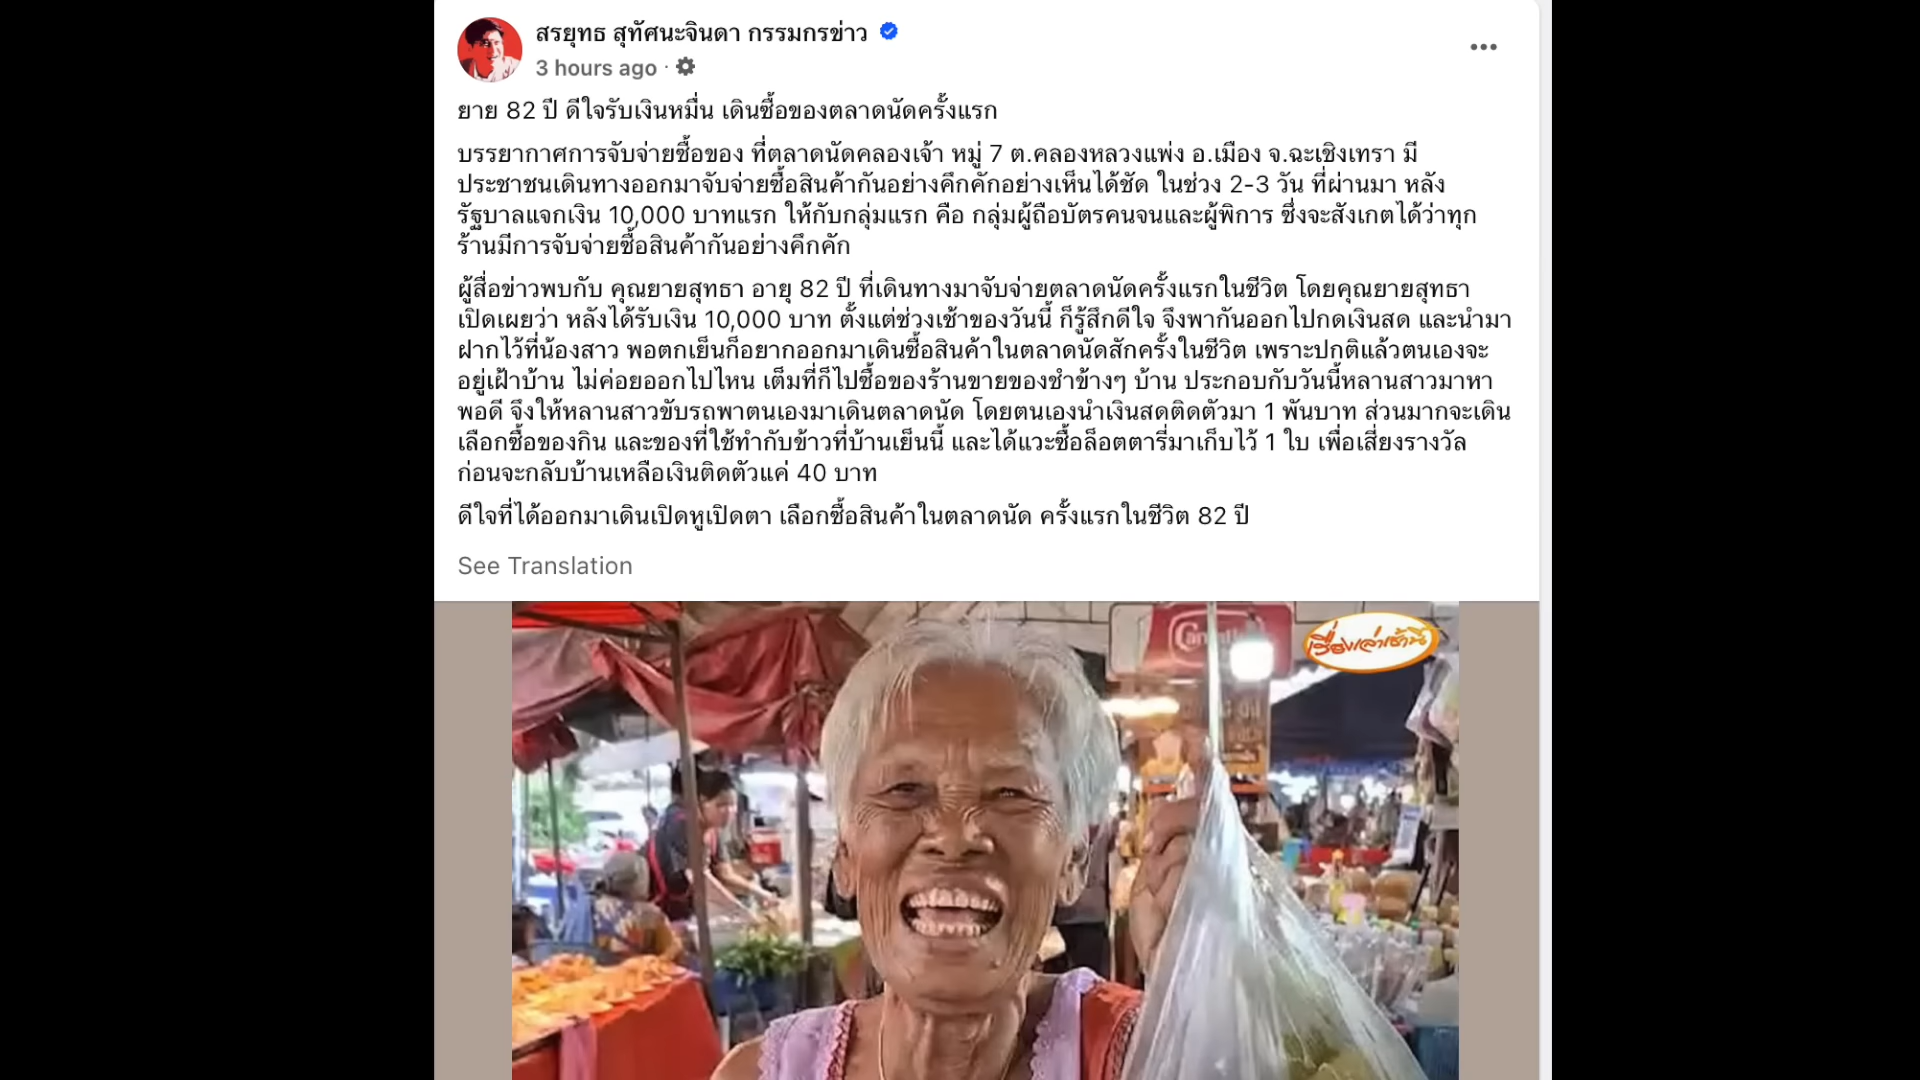 สรยุทธ สุทัศนะจินดา กรรมกรข่าว
3 hours ago ·
ยาย 82 ปี ดีใจรับเงินหมื่น เดินซื้อของตลาดนัดครั้งแรก
บรรยากาศการจับจ่ายซื้อของ ที่ตลาดนัดคลองเจ้า หมู่ 7 ต.คลองหลวงแพ่ง อ.เมือง จ.ฉะเชิงเทรา มี
ประชาชนเดินทางออกมาจับจ่ายซื้อสินค้ากันอย่างคึกคักอย่างเห็นได้ชัด ในช่วง 2-3 วัน ที่ผ่านมา หลัง
รัฐบาลแจกเงิน 10,000 บาทแรก ให้กับกลุ่มแรก คือ กลุ่มผู้ถือบัตรคนจนและผู้พิการ ซึ่งจะสังเกตได้ว่าทุก
ร้านมีการจับจ่ายซื้อสินค้ากันอย่างคึกคัก
ผู้สื่อข่าวพบกับ คุณยายสุทธา อายุ 82 ปี ที่เดินทางมาจับจ่ายตลาดนัดครั้งแรกในชีวิต โดยคุณยายสุทธา
เปิดเผยว่า หลังได้รับเงิน 10,000 บาท ตั้งแต่ช่วงเช้าของวันนี้ ก็รู้สึกดีใจ จึงพากันออกไปกดเงินสด และนำมา
ฝากไว้ที่น้องสาว พอตกเย็นก็อยากออกมาเดินซื้อสินค้าในตลาดนัดสักครั้งในชีวิต เพราะปกติแล้วตนเองจะ
อยู่เฝ้าบ้าน ไม่ค่อยออกไปไหน เต็มที่ก็ไปซื้อของร้านขายของชำข้างๆ บ้าน ประกอบกับวันนี้หลานสาวมาหา
พอดี จึงให้หลานสาวขับรถพาตนเองมาเดินตลาดนัด โดยตนเองนำเงินสดติดตัวมา 1 พันบาท ส่วนมากจะเดิน
เลือกซื้อของกิน และของที่ใช้ทำกับข้าวที่บ้านเย็นนี้ และได้แวะซื้อล็อตตารี่มาเก็บไว้ 1 ใบ เพื่อเสี่ยงรางวัล
ก่อนจะกลับบ้านเหลือเงินติดตัวแค่ 40 บาท
ดีใจที่ได้ออกมาเดินเปิดหูเปิดตา เลือกซื้อสินค้าในตลาดนัด ครั้งแรกในชีวิต 82 ปี
See Translation
เรื่องเล่าเช้านี้